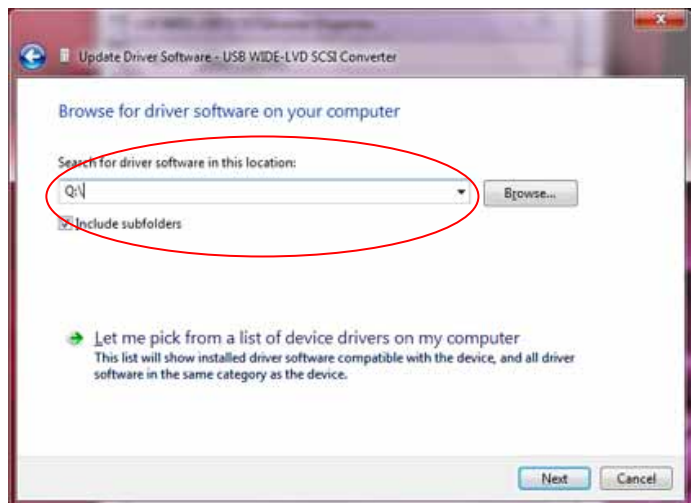 Update Driver Software - USB WIDE-LVD SCSI Converter
Browse for driver software on your computer
Search for driver software in this location:
Q:\
Browse...
Include subfolders
Let me pick from a list of device drivers on my computer
This list will show installed driver software compatible with the device, and all driver
software in the same category as the device.
Next
Cancel